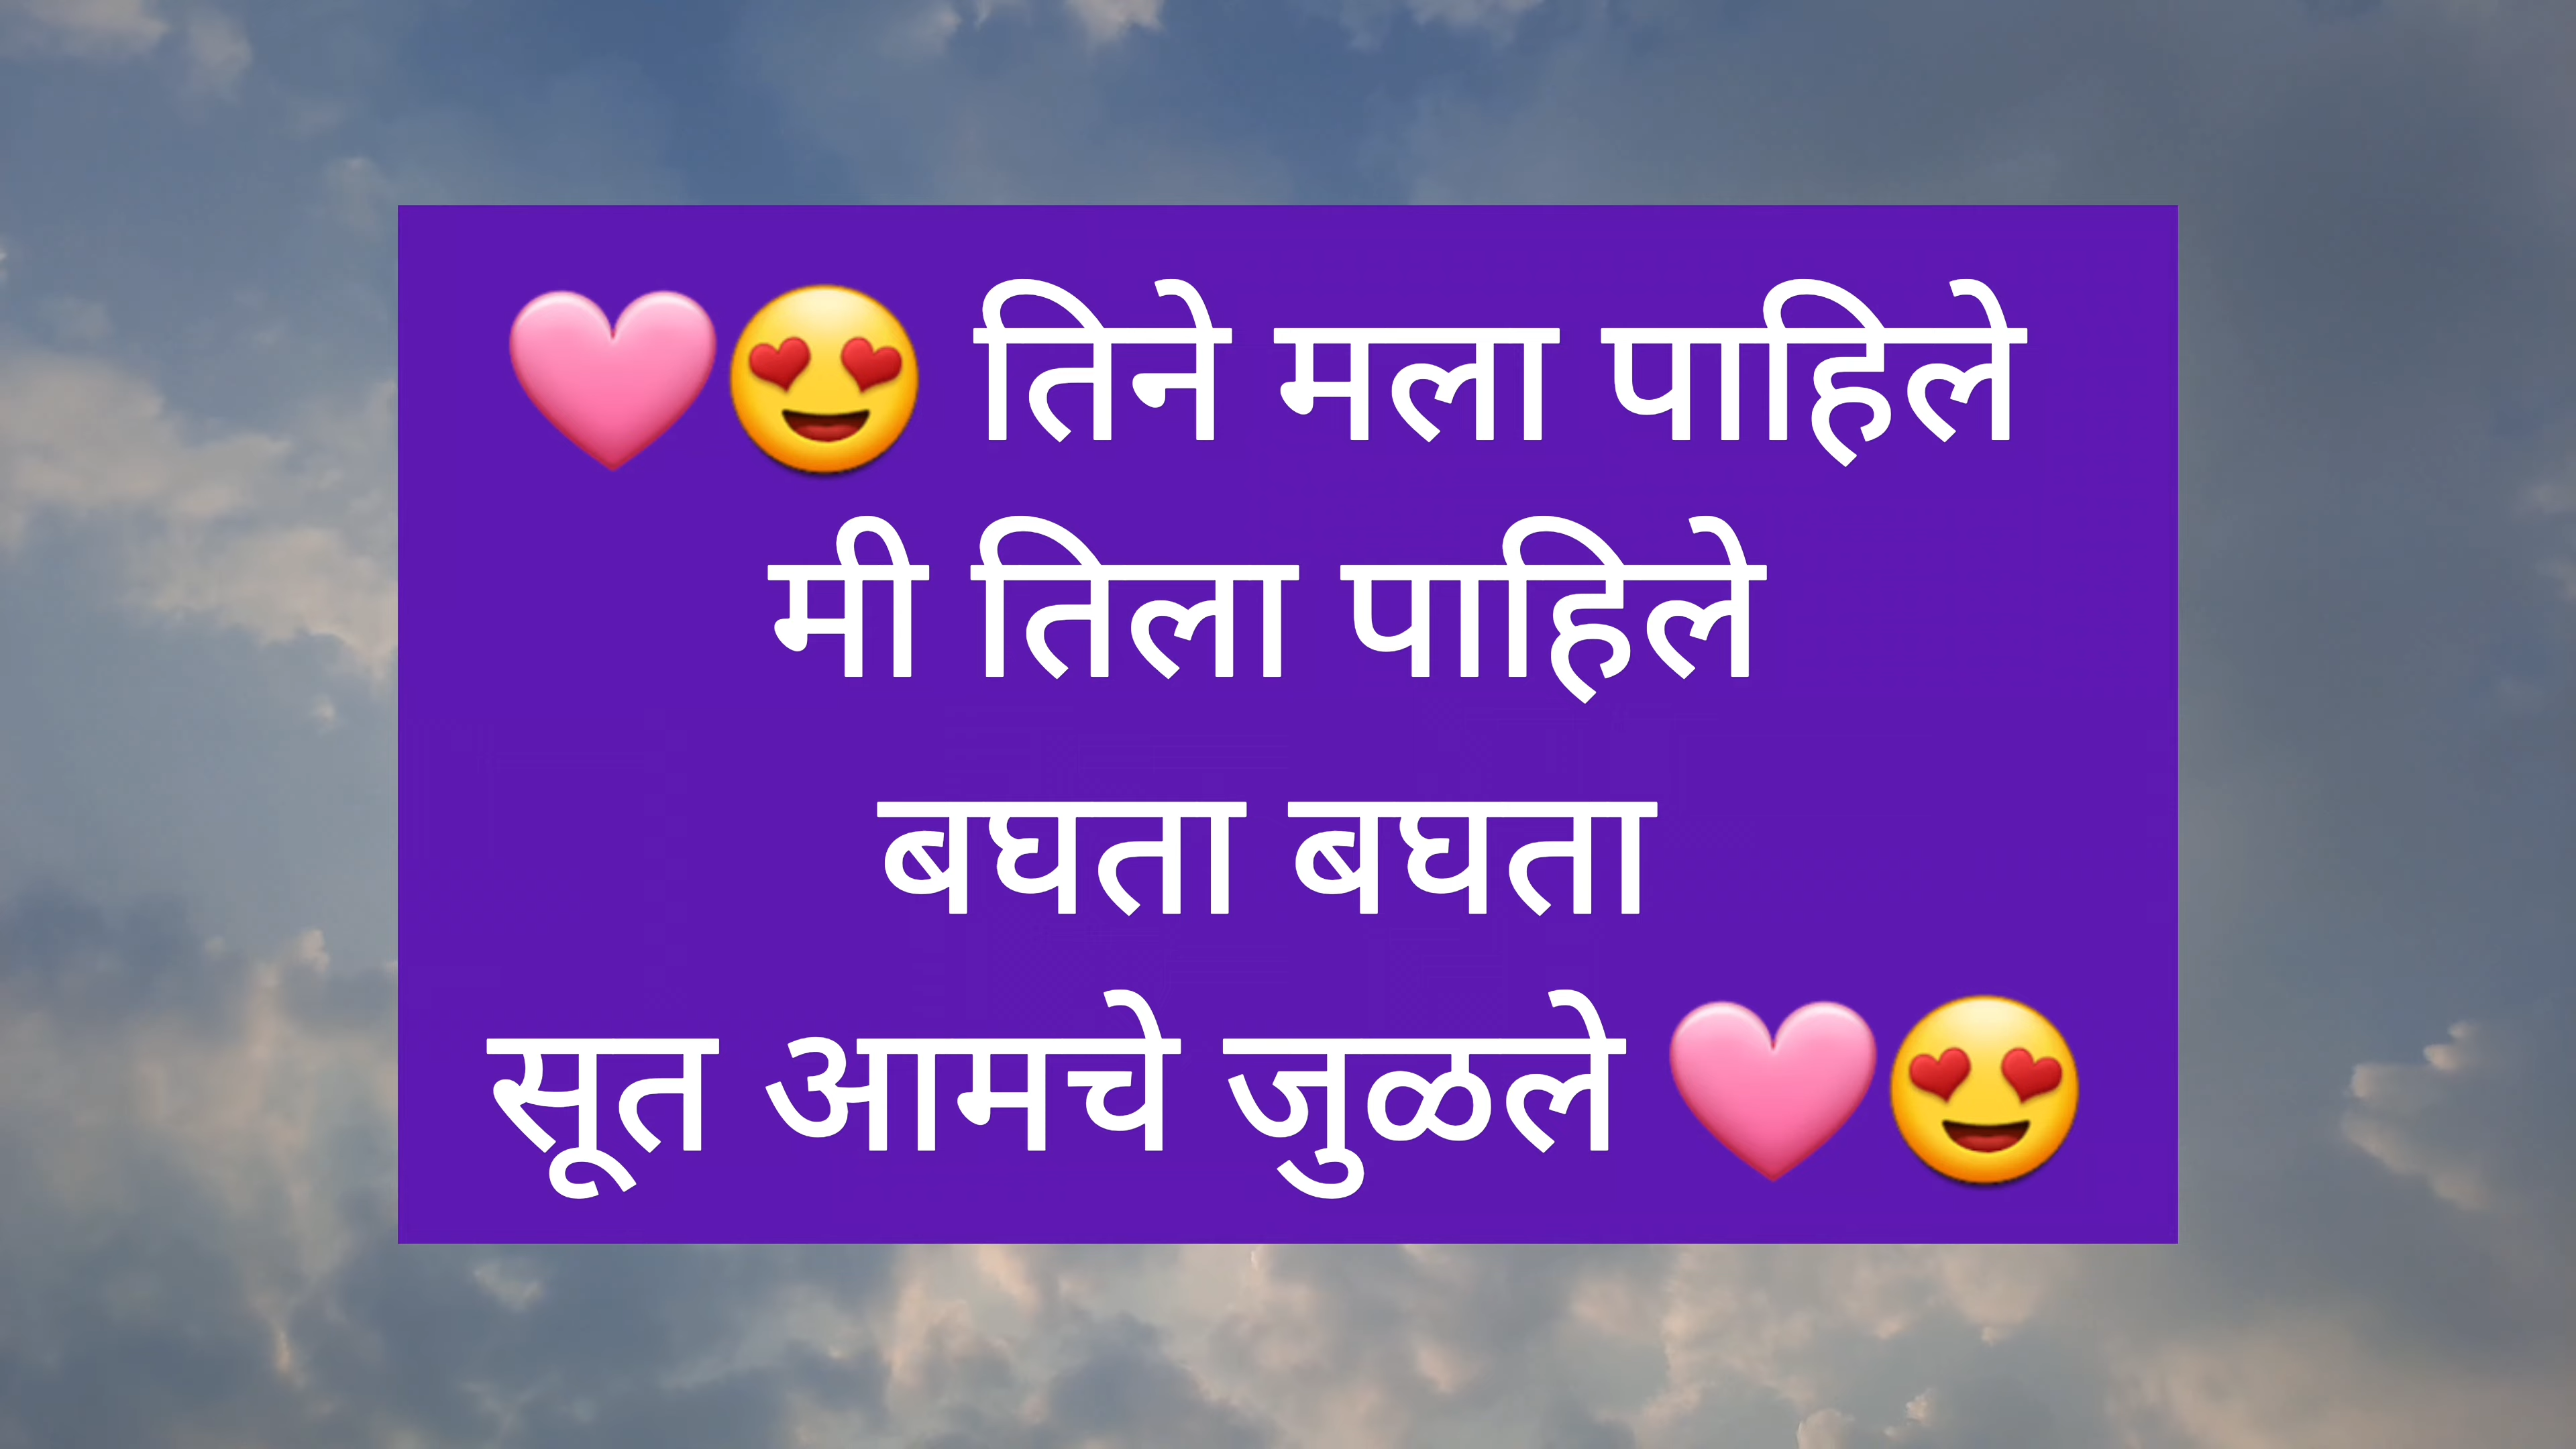 🩷😍 तिने मला पाहिले
मी तिला पाहिले
बघता बघता
सूत आमचे जुळले 🩷😍